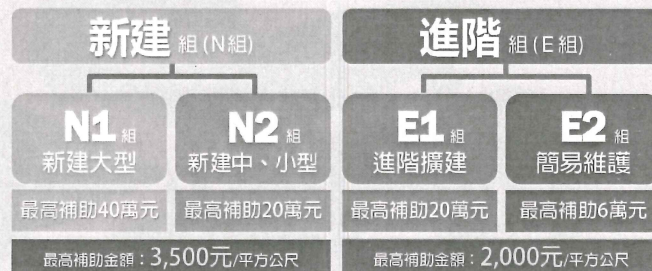 新建 組(N組)
N1 組
新建大型
最高補助40萬元
N2 組
新建中、小型
最高補助20萬元
最高補助金額：3,500元/平方公尺
進階 組(E組)
E1 組
進階擴建
最高補助20萬元
E2 組
簡易維護
最高補助6萬元
最高補助金額：2,000元/平方公尺